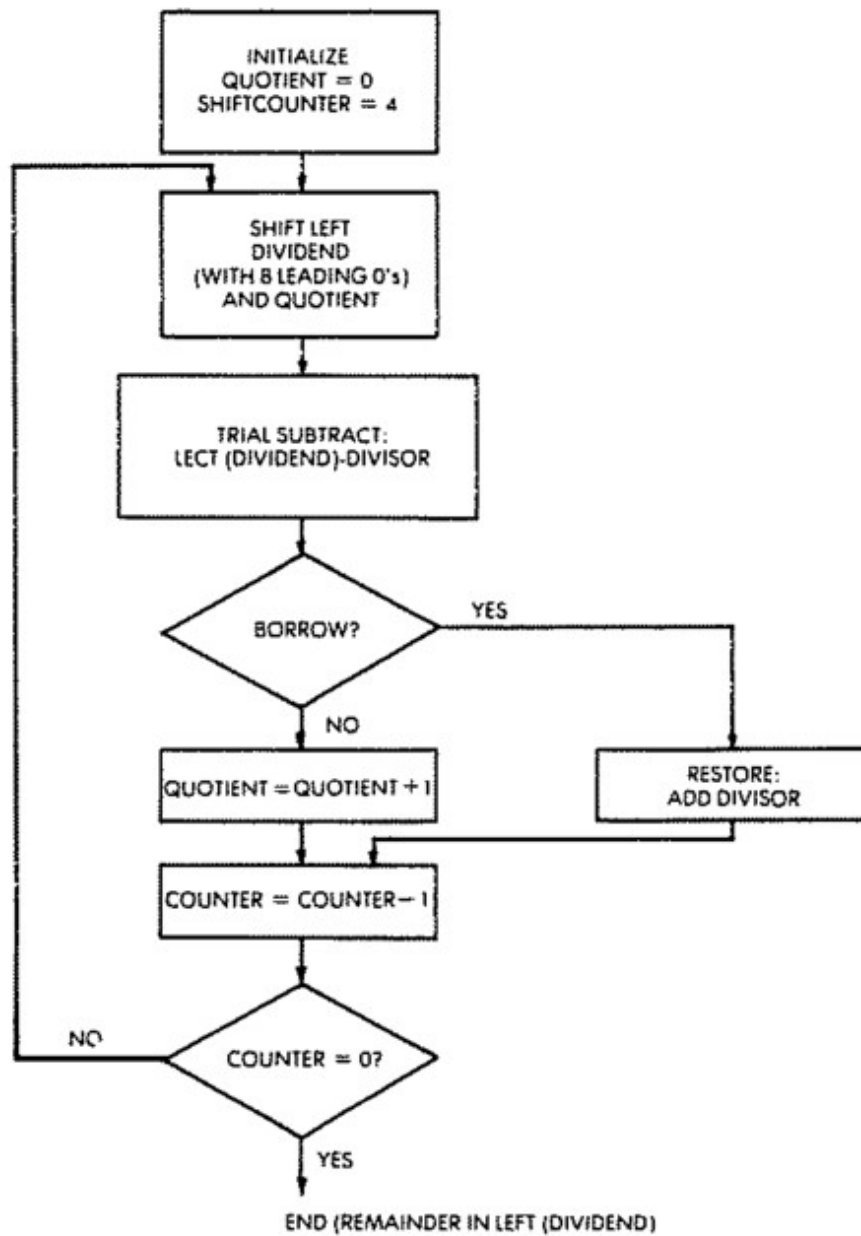 INITIALIZE
QUOTIENT = 0
SHIFTCOUNTER = 4
SHIFT LEFT
DIVIDEND
(WITH 8 LEADING 0's)
AND QUOTIENT
TRIAL SUBTRACT:
LECT (DIVIDEND)-DIVISOR
BORROW?
YES
NO
QUOTIENT = QUOTIENT + 1
RESTORE:
ADD DIVISOR
COUNTER = COUNTER - 1
NO
COUNTER = 0?
YES
END (REMAINDER IN LEFT (DIVIDEND)